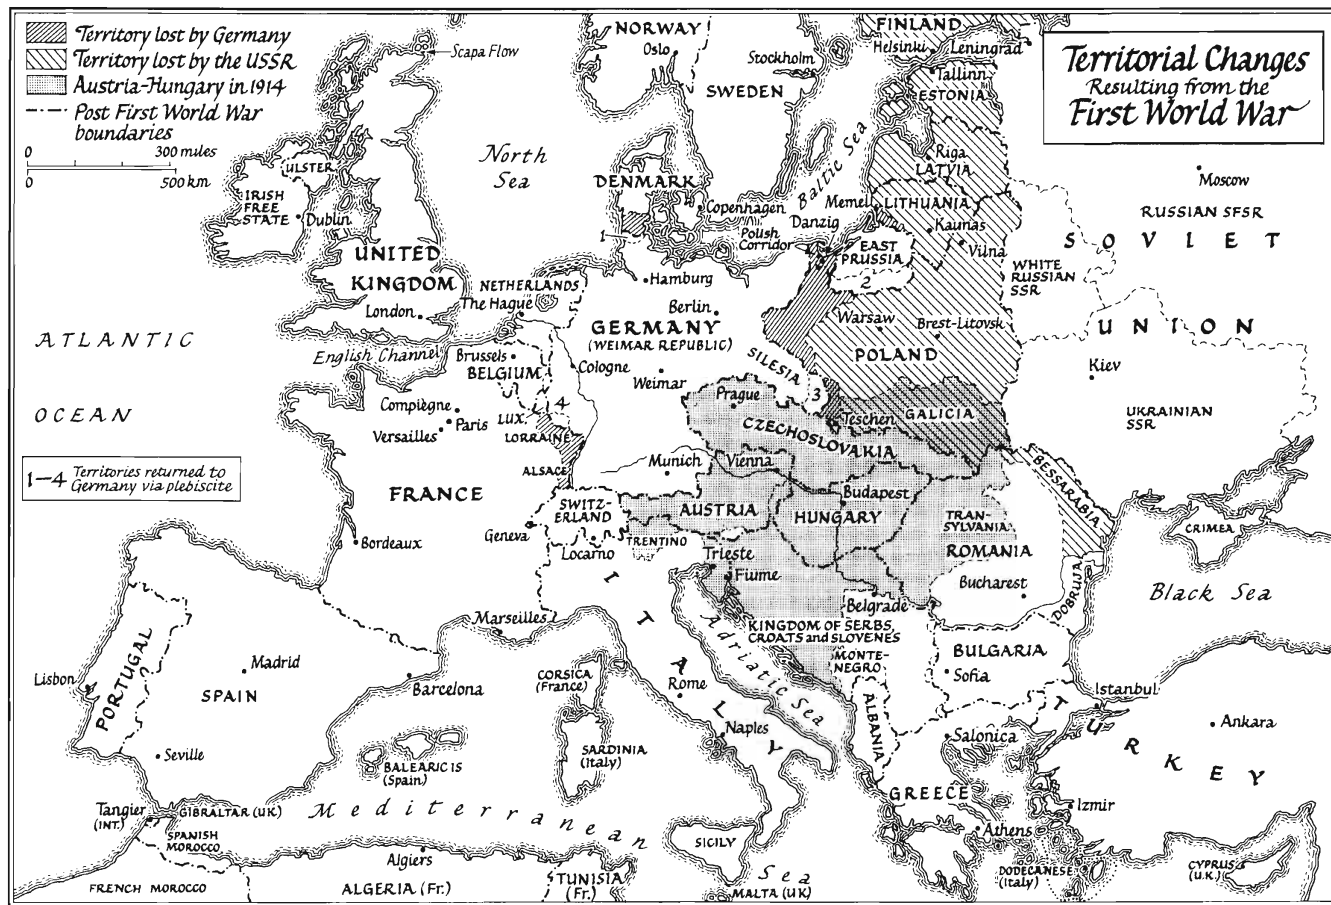 Territory lost by Germany
Territory lost by the USSR
Austria-Hungary in 1914
Post First World War
boundaries
0 300 miles
0 500 km
Territorial Changes
Resulting from the
First World War
Scapa Flow
NORWAY
Oslo
Stockholm
SWEDEN
FINLAND
Helsinki
Leningrad
Tallinn
ESTONIA
North
Sea
Baltic Sea
Riga
LATVIA
Moscow
RUSSIAN SFSR
ULSTER
IRISH
FREE
STATE
Dublin
DENMARK
Copenhagen
1
Memel
LITHUANIA
Kaunas
Vilna
Danzig
Polish
Corridor
EAST
PRUSSIA
2
SOVIET
WHITE
RUSSIAN
SSR
UNITED
KINGDOM
London
NETHERLANDS
The Hague
Hamburg
Berlin
GERMANY
(WEIMAR REPUBLIC)
Warsaw
Brest-Litovsk
POLAND
UNION
ATLANTIC
OCEAN
English Channel
Brussels
BELGIUM
Cologne
Weimar
SILESIA
3
Kiev
Compiègne
Paris
Versailles
LUX.
4
LORRAINE
ALSACE
Prague
Teschen
GALICIA
CZECHOSLOVAKIA
UKRAINIAN
SSR
1–4 Territories returned to
Germany via plebiscite
FRANCE
Munich
Vienna
Budapest
BESSARABIA
SWITZ-
ERLAND
Geneva
Locarno
AUSTRIA
HUNGARY
TRAN-
SYLVANIA
CRIMEA
Bordeaux
TRENTINO
Trieste
Fiume
ROMANIA
Bucharest
DOBRUJA
Black Sea
Belgrade
Marseilles
ITALY
Adriatic Sea
KINGDOM OF SERBS,
CROATS and SLOVENES
MONTE-
NEGRO
BULGARIA
Sofia
PORTUGAL
Lisbon
Madrid
SPAIN
Barcelona
CORSICA
(France)
Rome
ALBANIA
Istanbul
Ankara
TURKEY
Seville
BALEARIC IS
(Spain)
SARDINIA
(Italy)
Naples
Salonica
GREECE
Izmir
Tangier
(INT.)
GIBRALTAR (UK)
SPANISH
MOROCCO
Mediterranean
Sea
SICILY
Athens
Algiers
FRENCH MOROCCO
ALGERIA (Fr.)
TUNISIA
(Fr.)
MALTA (UK)
DODECANESE
(Italy)
CYPRUS
(U.K.)